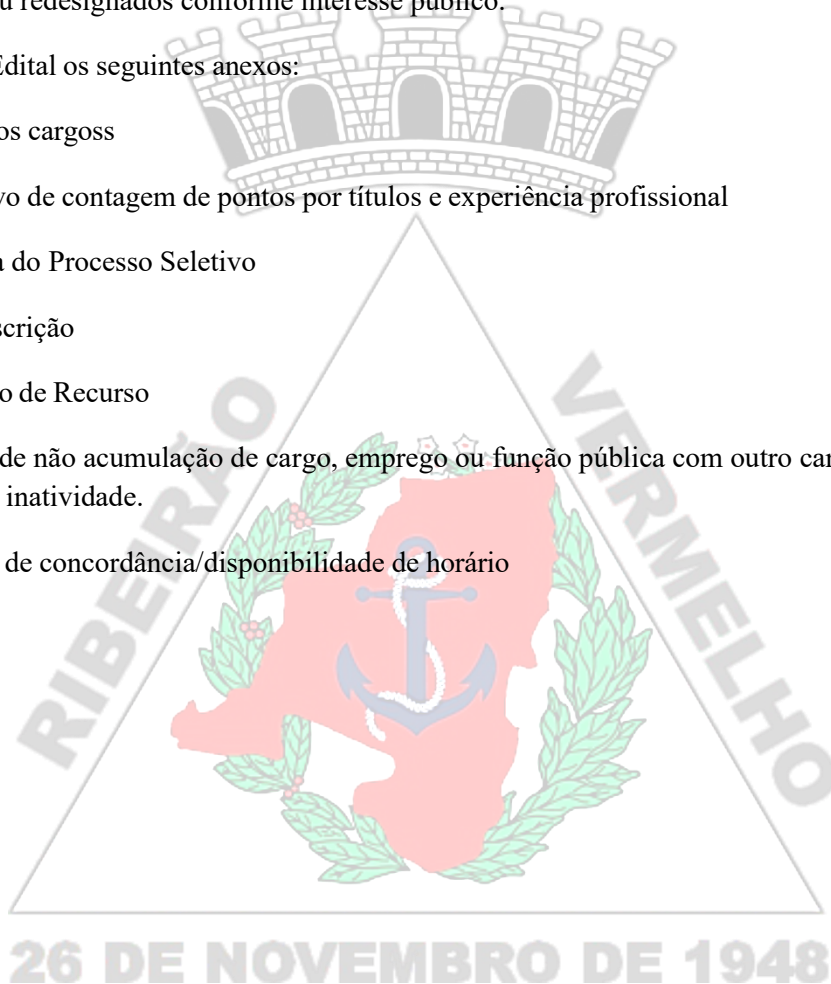 redesignados conforme interesse público.
Edital os seguintes anexos:
os cargoss
vo de contagem de pontos por títulos e experiência profissional
a do Processo Seletivo
scrição
o de Recurso
de não acumulação de cargo, emprego ou função pública com outro car
inatividade.
de concordância/disponibilidade de horário
RIBEIRÃO
VERMELHO
26 DE NOVEMBRO DE 1948